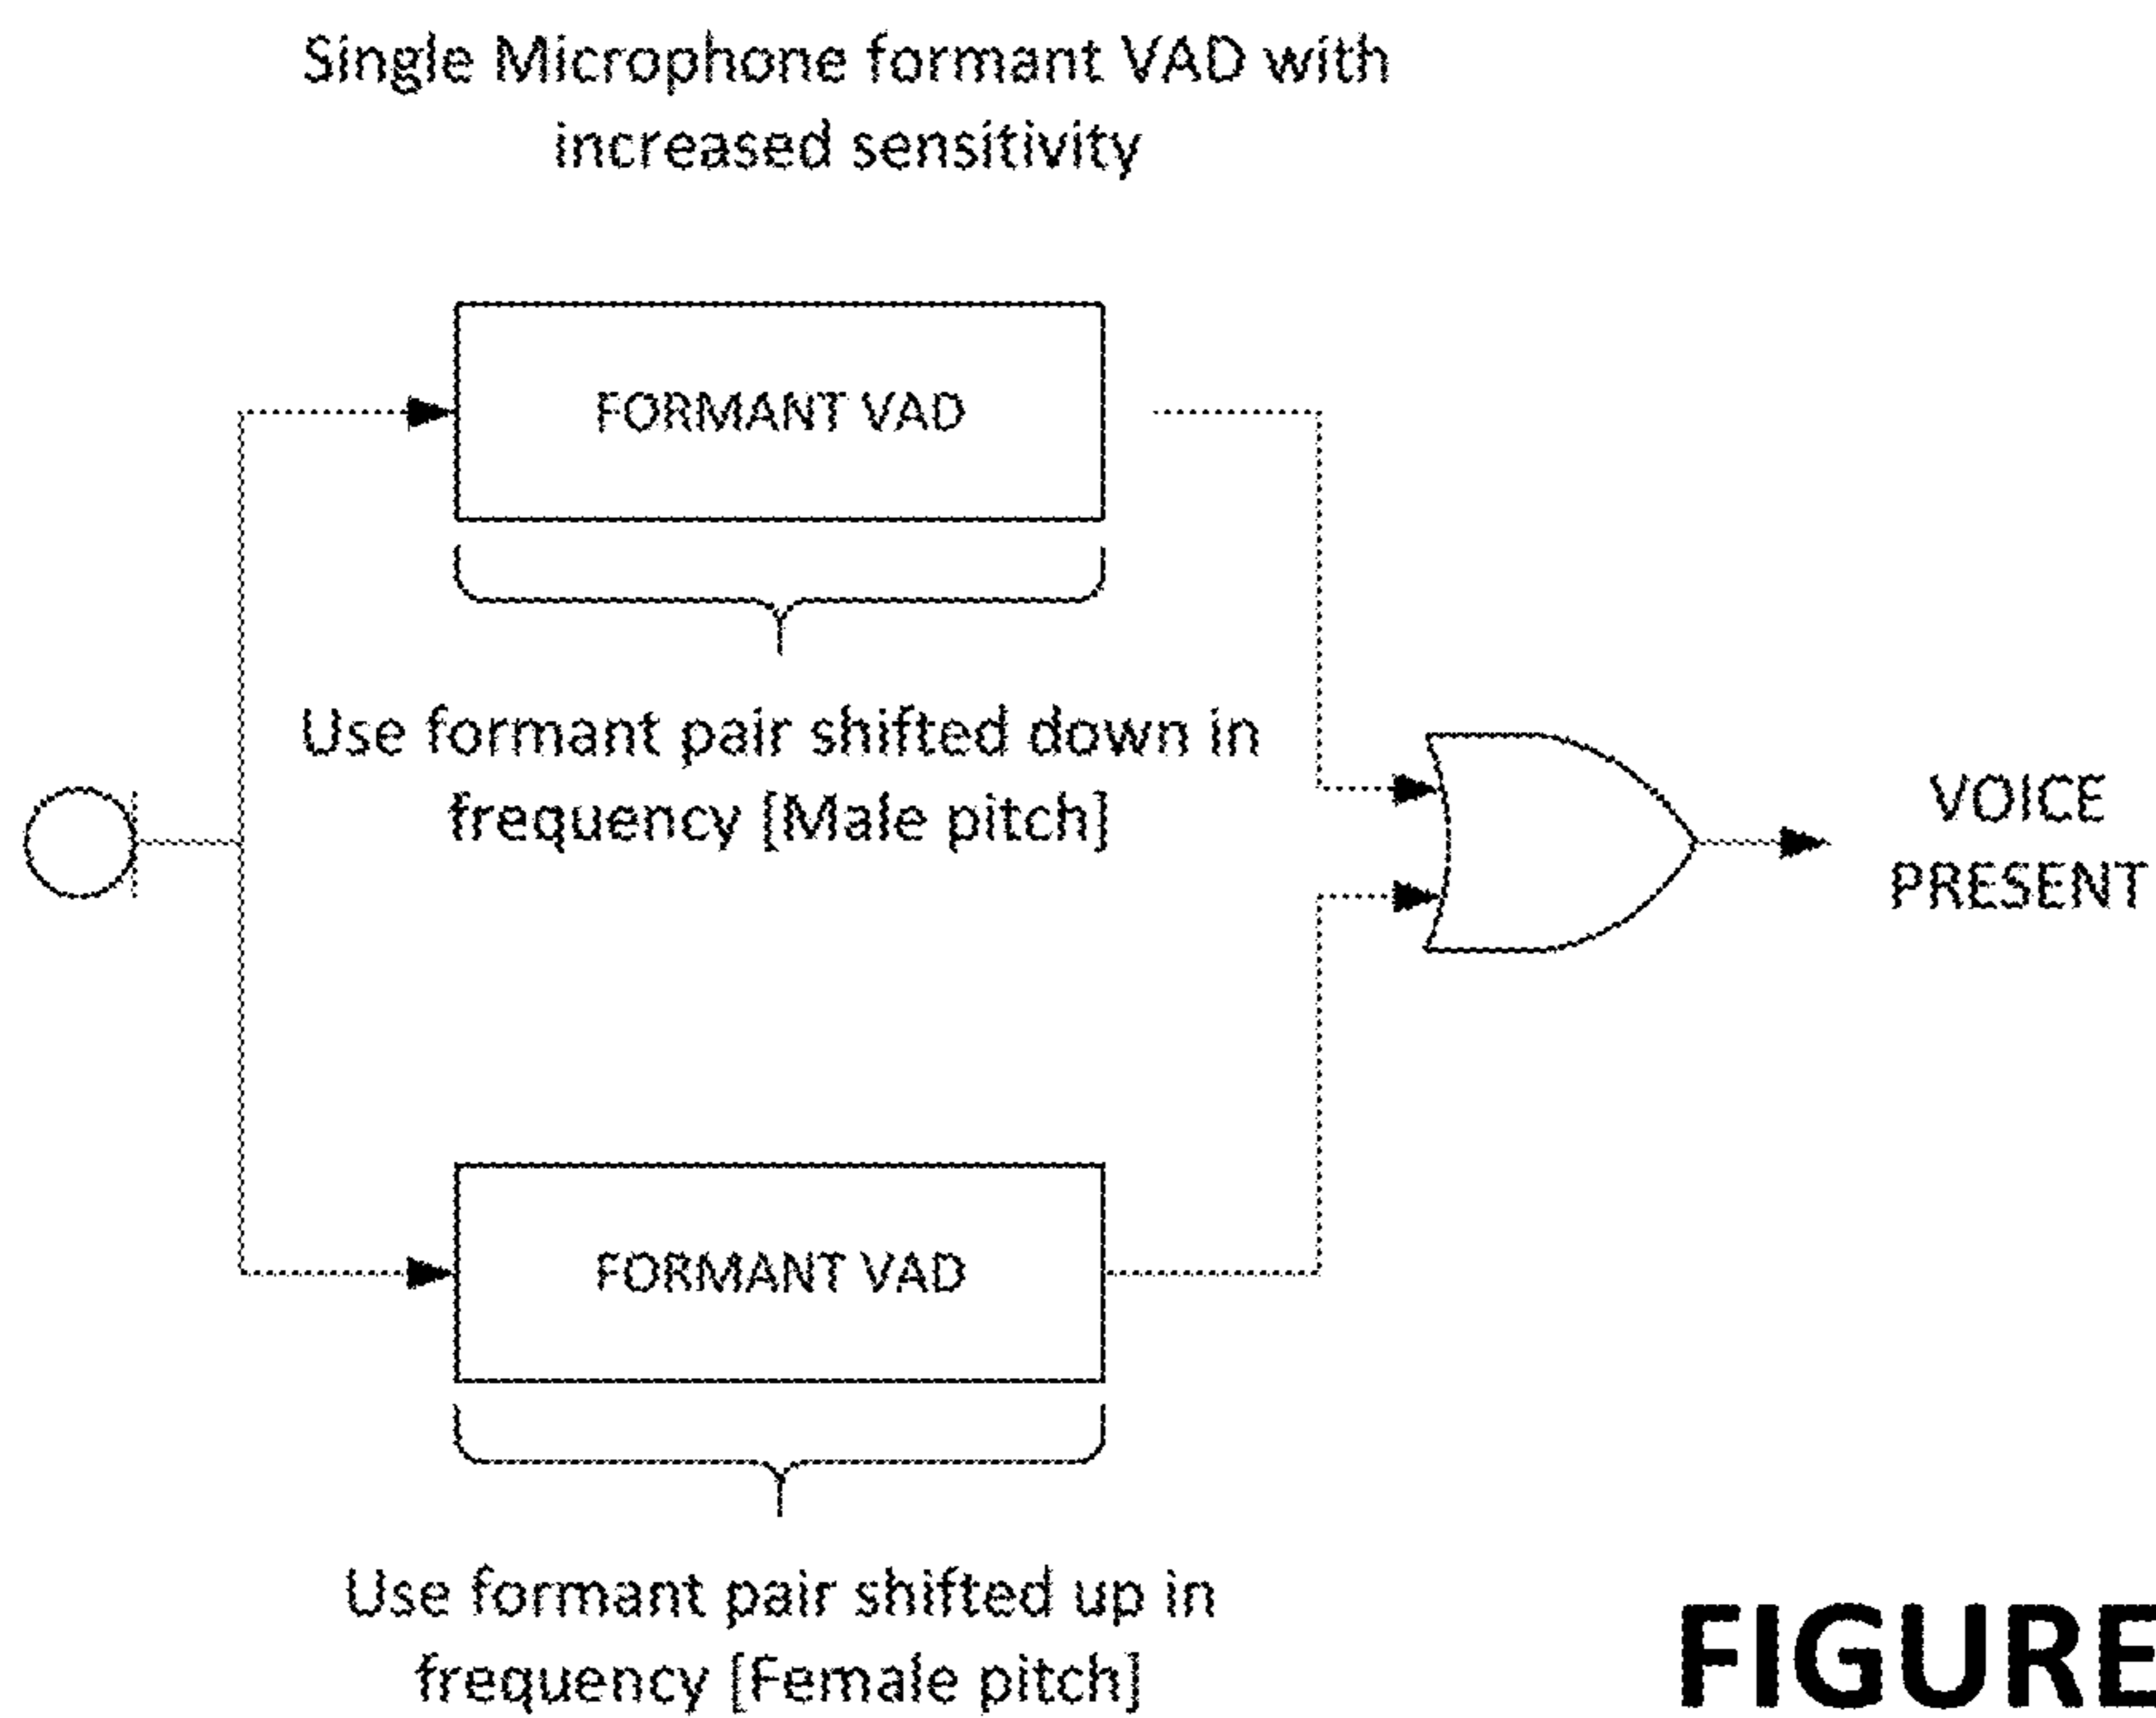 Single Microphone formant VAD with
increased sensitivity
FORMANT VAD
Use formant pair shifted down in
frequency [Male pitch]
VOICE
PRESENT
FORMANT VAD
Use formant pair shifted up in
frequency [Female pitch]
FIGURE